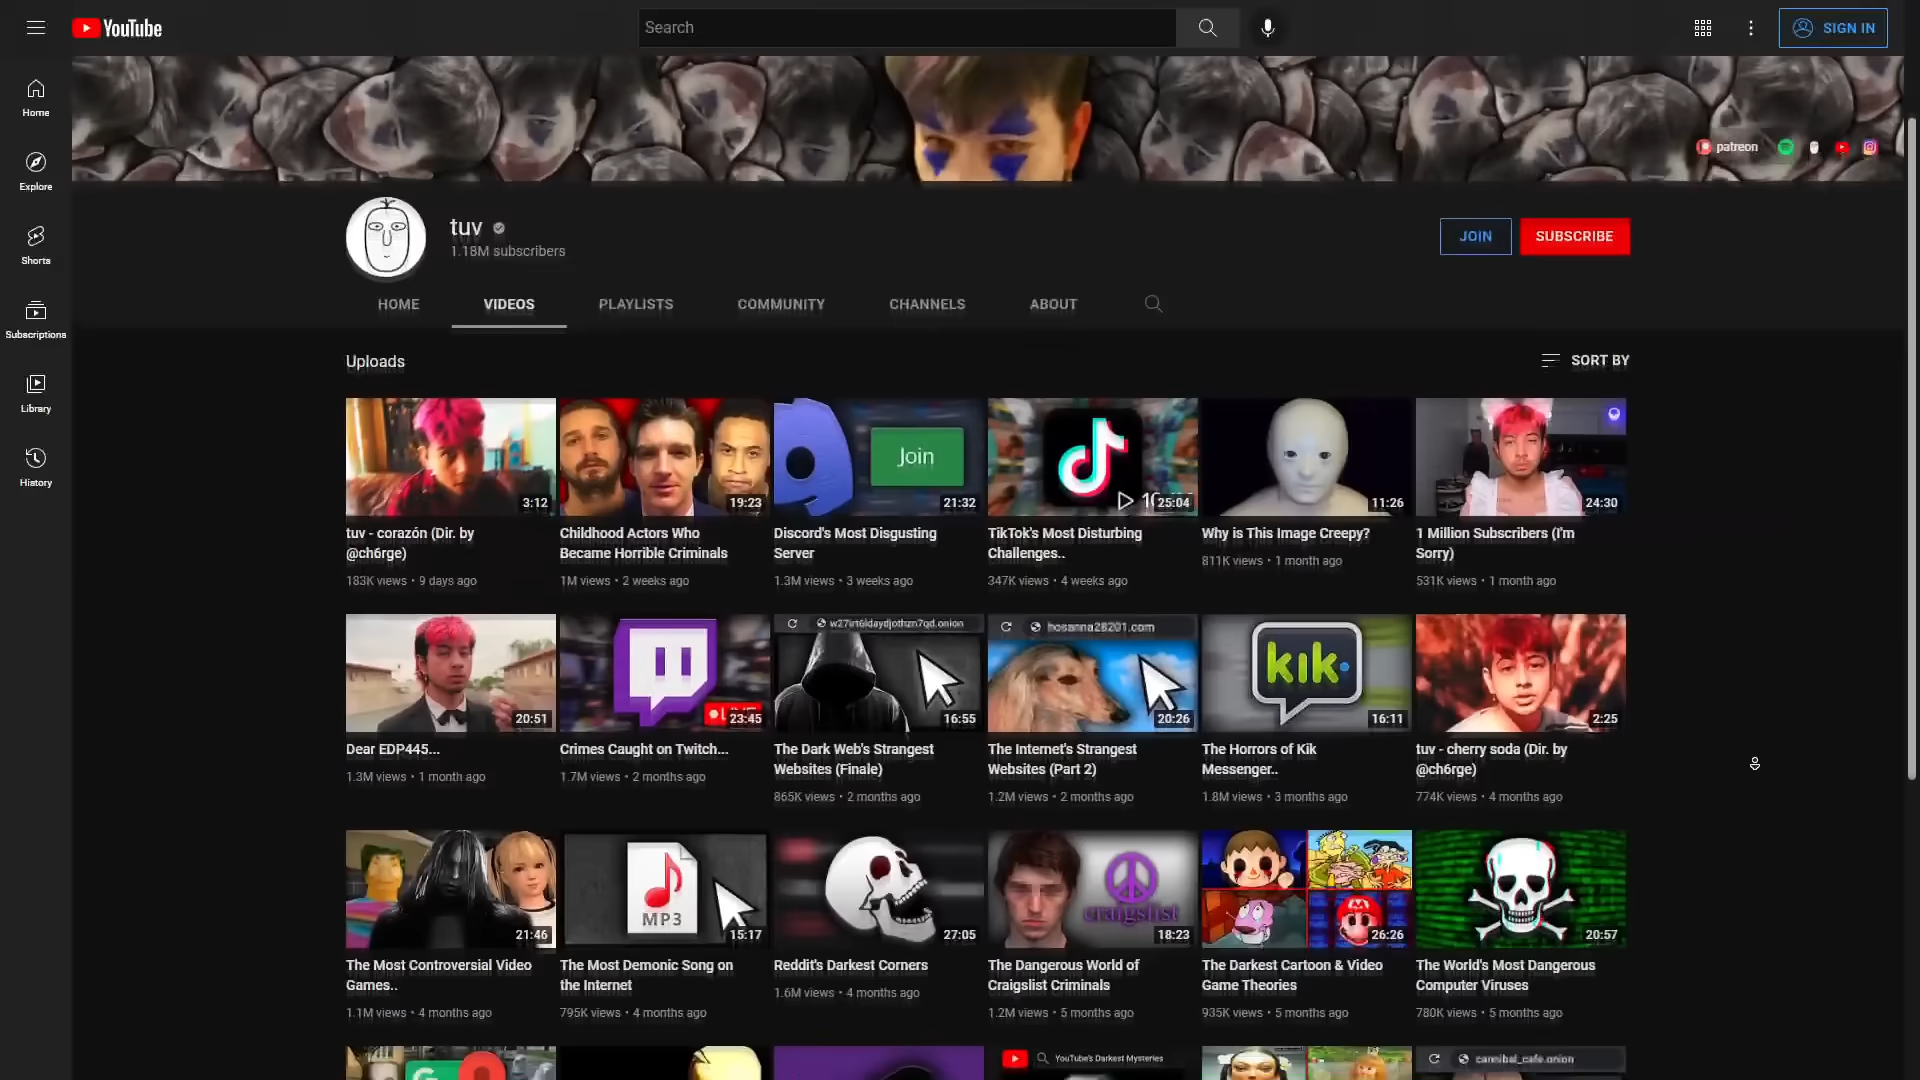 YouTube
Search
SIGN IN
Home
Explore
Shorts
Subscriptions
Library
History
patreon
tuv
1.18M subscribers
JOIN
SUBSCRIBE
HOME
VIDEOS
PLAYLISTS
COMMUNITY
CHANNELS
ABOUT
Uploads
SORT BY
3:12
tuv - corazón (Dir. by
@ch6rge)
183K views • 9 days ago
19:23
Childhood Actors Who
Became Horrible Criminals
1M views • 2 weeks ago
Join
21:32
Discord's Most Disgusting
Server
1.3M views • 3 weeks ago
25:04
TikTok's Most Disturbing
Challenges..
347K views • 4 weeks ago
11:26
Why is This Image Creepy?
811K views • 1 month ago
24:30
1 Million Subscribers (I'm
Sorry)
531K views • 1 month ago
20:51
Dear EDP445...
1.3M views • 1 month ago
23:45
Crimes Caught on Twitch...
1.7M views • 2 months ago
16:55
The Dark Web's Strangest
Websites (Finale)
865K views • 2 months ago
hosanna28201.com
20:26
The Internet's Strangest
Websites (Part 2)
1.2M views • 2 months ago
kik
16:11
The Horrors of Kik
Messenger..
1.8M views • 3 months ago
2:25
tuv - cherry soda (Dir. by
@ch6rge)
774K views • 4 months ago
21:46
The Most Controversial Video
Games..
1.1M views • 4 months ago
MP3
15:17
The Most Demonic Song on
the Internet
795K views • 4 months ago
27:05
Reddit's Darkest Corners
1.6M views • 4 months ago
craigslist
18:23
The Dangerous World of
Craigslist Criminals
1.2M views • 5 months ago
26:26
The Darkest Cartoon & Video
Game Theories
935K views • 5 months ago
20:57
The World's Most Dangerous
Computer Viruses
780K views • 5 months ago
G
YouTube's Darkest Mysteries
cannibal_cafe.onion